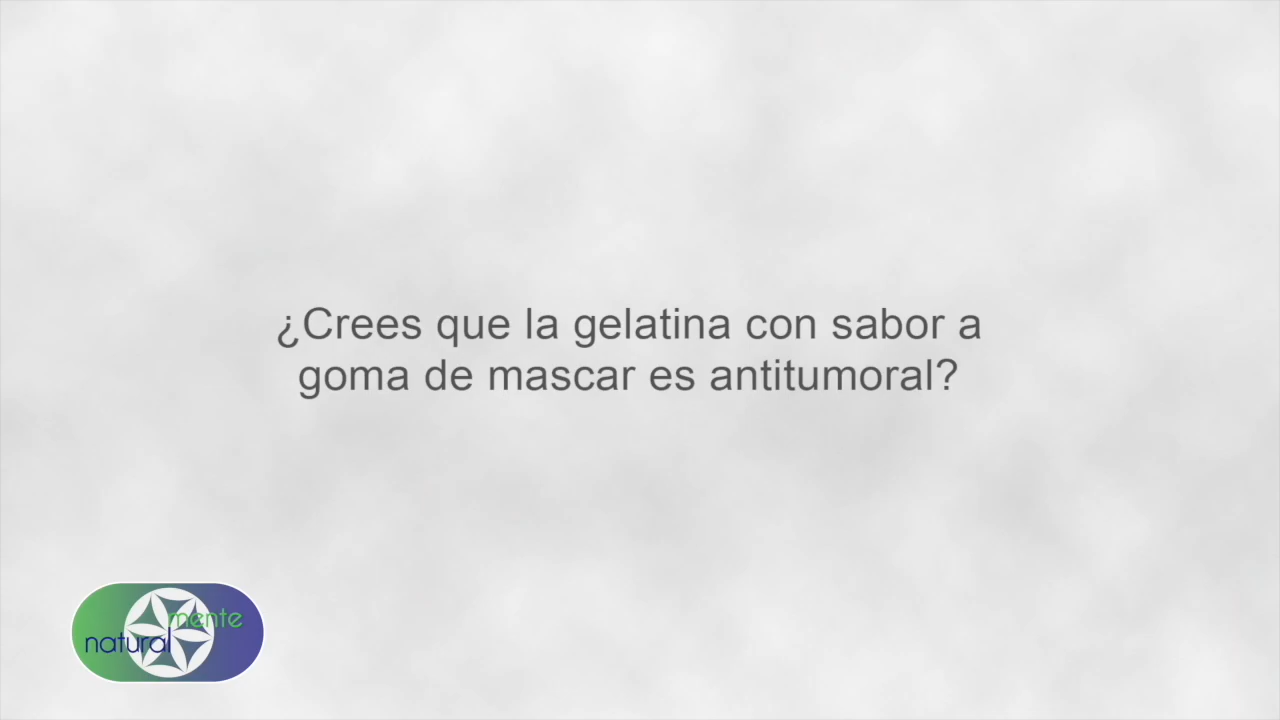 ¿Crees que la gelatina con sabor a
goma de mascar es antitumoral?
mente
natural